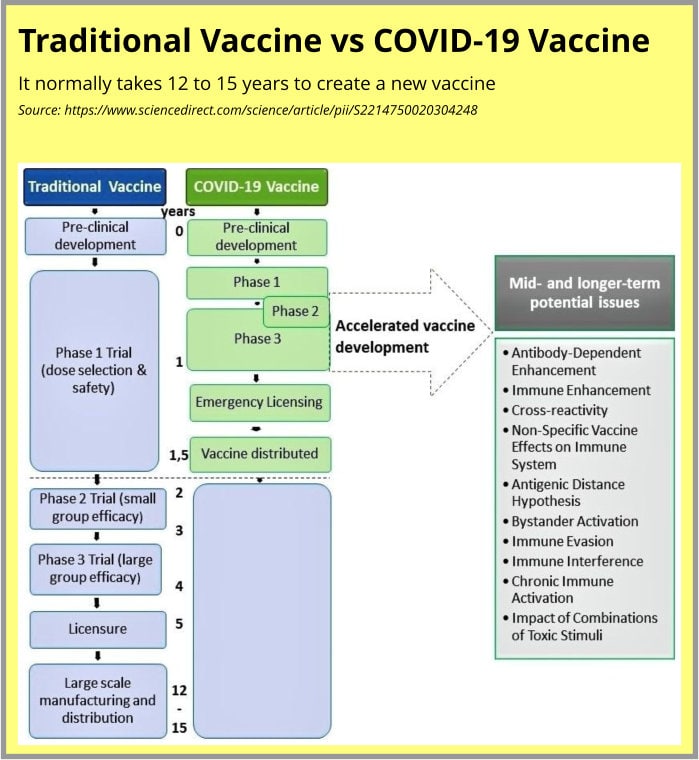 Traditional Vaccine vs COVID-19 Vaccine
It normally takes 12 to 15 years to create a new vaccine
Source: https://www.sciencedirect.com/science/article/pii/S2214750020304248
Traditional Vaccine
COVID-19 Vaccine
years
Pre-clinical
development
0
Pre-clinical
development
Phase 1 Trial
(dose selection &
safety)
Phase 1
Phase 2
Phase 3
1
Emergency Licensing
1,5
Vaccine distributed
Accelerated vaccine
development
Mid- and longer-term
potential issues
• Antibody-Dependent
Enhancement
• Immune Enhancement
• Cross-reactivity
• Non-Specific Vaccine
Effects on Immune
System
• Antigenic Distance
Hypothesis
• Bystander Activation
• Immune Evasion
• Immune Interference
• Chronic Immune
Activation
• Impact of Combinations
of Toxic Stimuli
Phase 2 Trial (small
group efficacy)
2
3
Phase 3 Trial (large
group efficacy)
4
Licensure
5
Large scale
manufacturing and
distribution
12
-
15